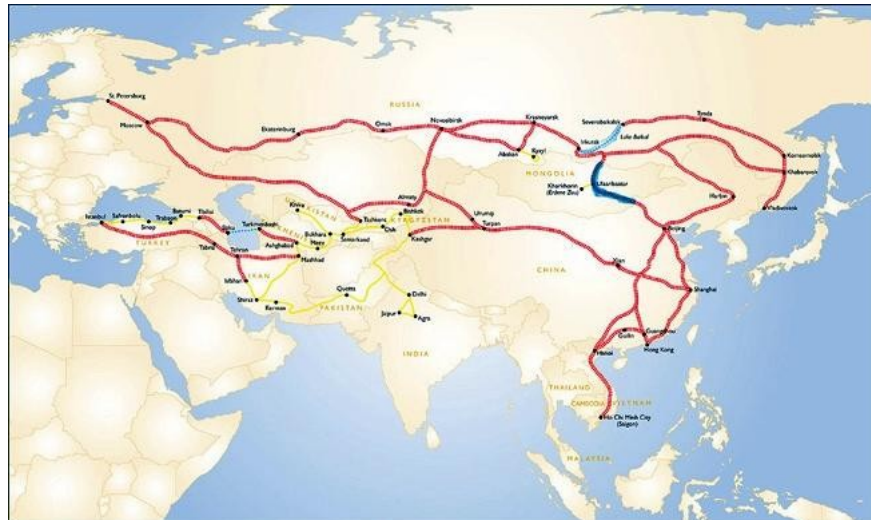 St. Petersburg
RUSSIA
Moscow
Ekaterinburg
Omsk
Novosibirsk
Krasnoyarsk
Severobaikalsk
Tynda
Lake Baikal
Irkutsk
Abakan
Kyzyl
Komsomolsk
Khabarovsk
Vladivostok
MONGOLIA
Kharkhorin
(Erdene Zuu)
Ulaanbaatar
Harbin
Beijing
Almaty
Bishkek
Urumqi
Turpan
Khiva
Tashkent
KYRGYZSTAN
Osh
Kashgar
Istanbul
Safranbolu
Sinop
Trabzon
Batumi
Tbilisi
Baku
Turkmenbashi
Bukhara
Samarkand
Ashghabad
Merv
TURKEY
Tabriz
Tehran
Mashhad
IRAN
Shiraz
Kerman
Quetta
PAKISTAN
Delhi
Jaipur
Agra
INDIA
CHINA
Xian
Shanghai
Guilin
Guangzhou
Hong Kong
Hanoi
THAILAND
CAMBODIA
VIETNAM
Ho Chi Minh City
(Saigon)
MALAYSIA